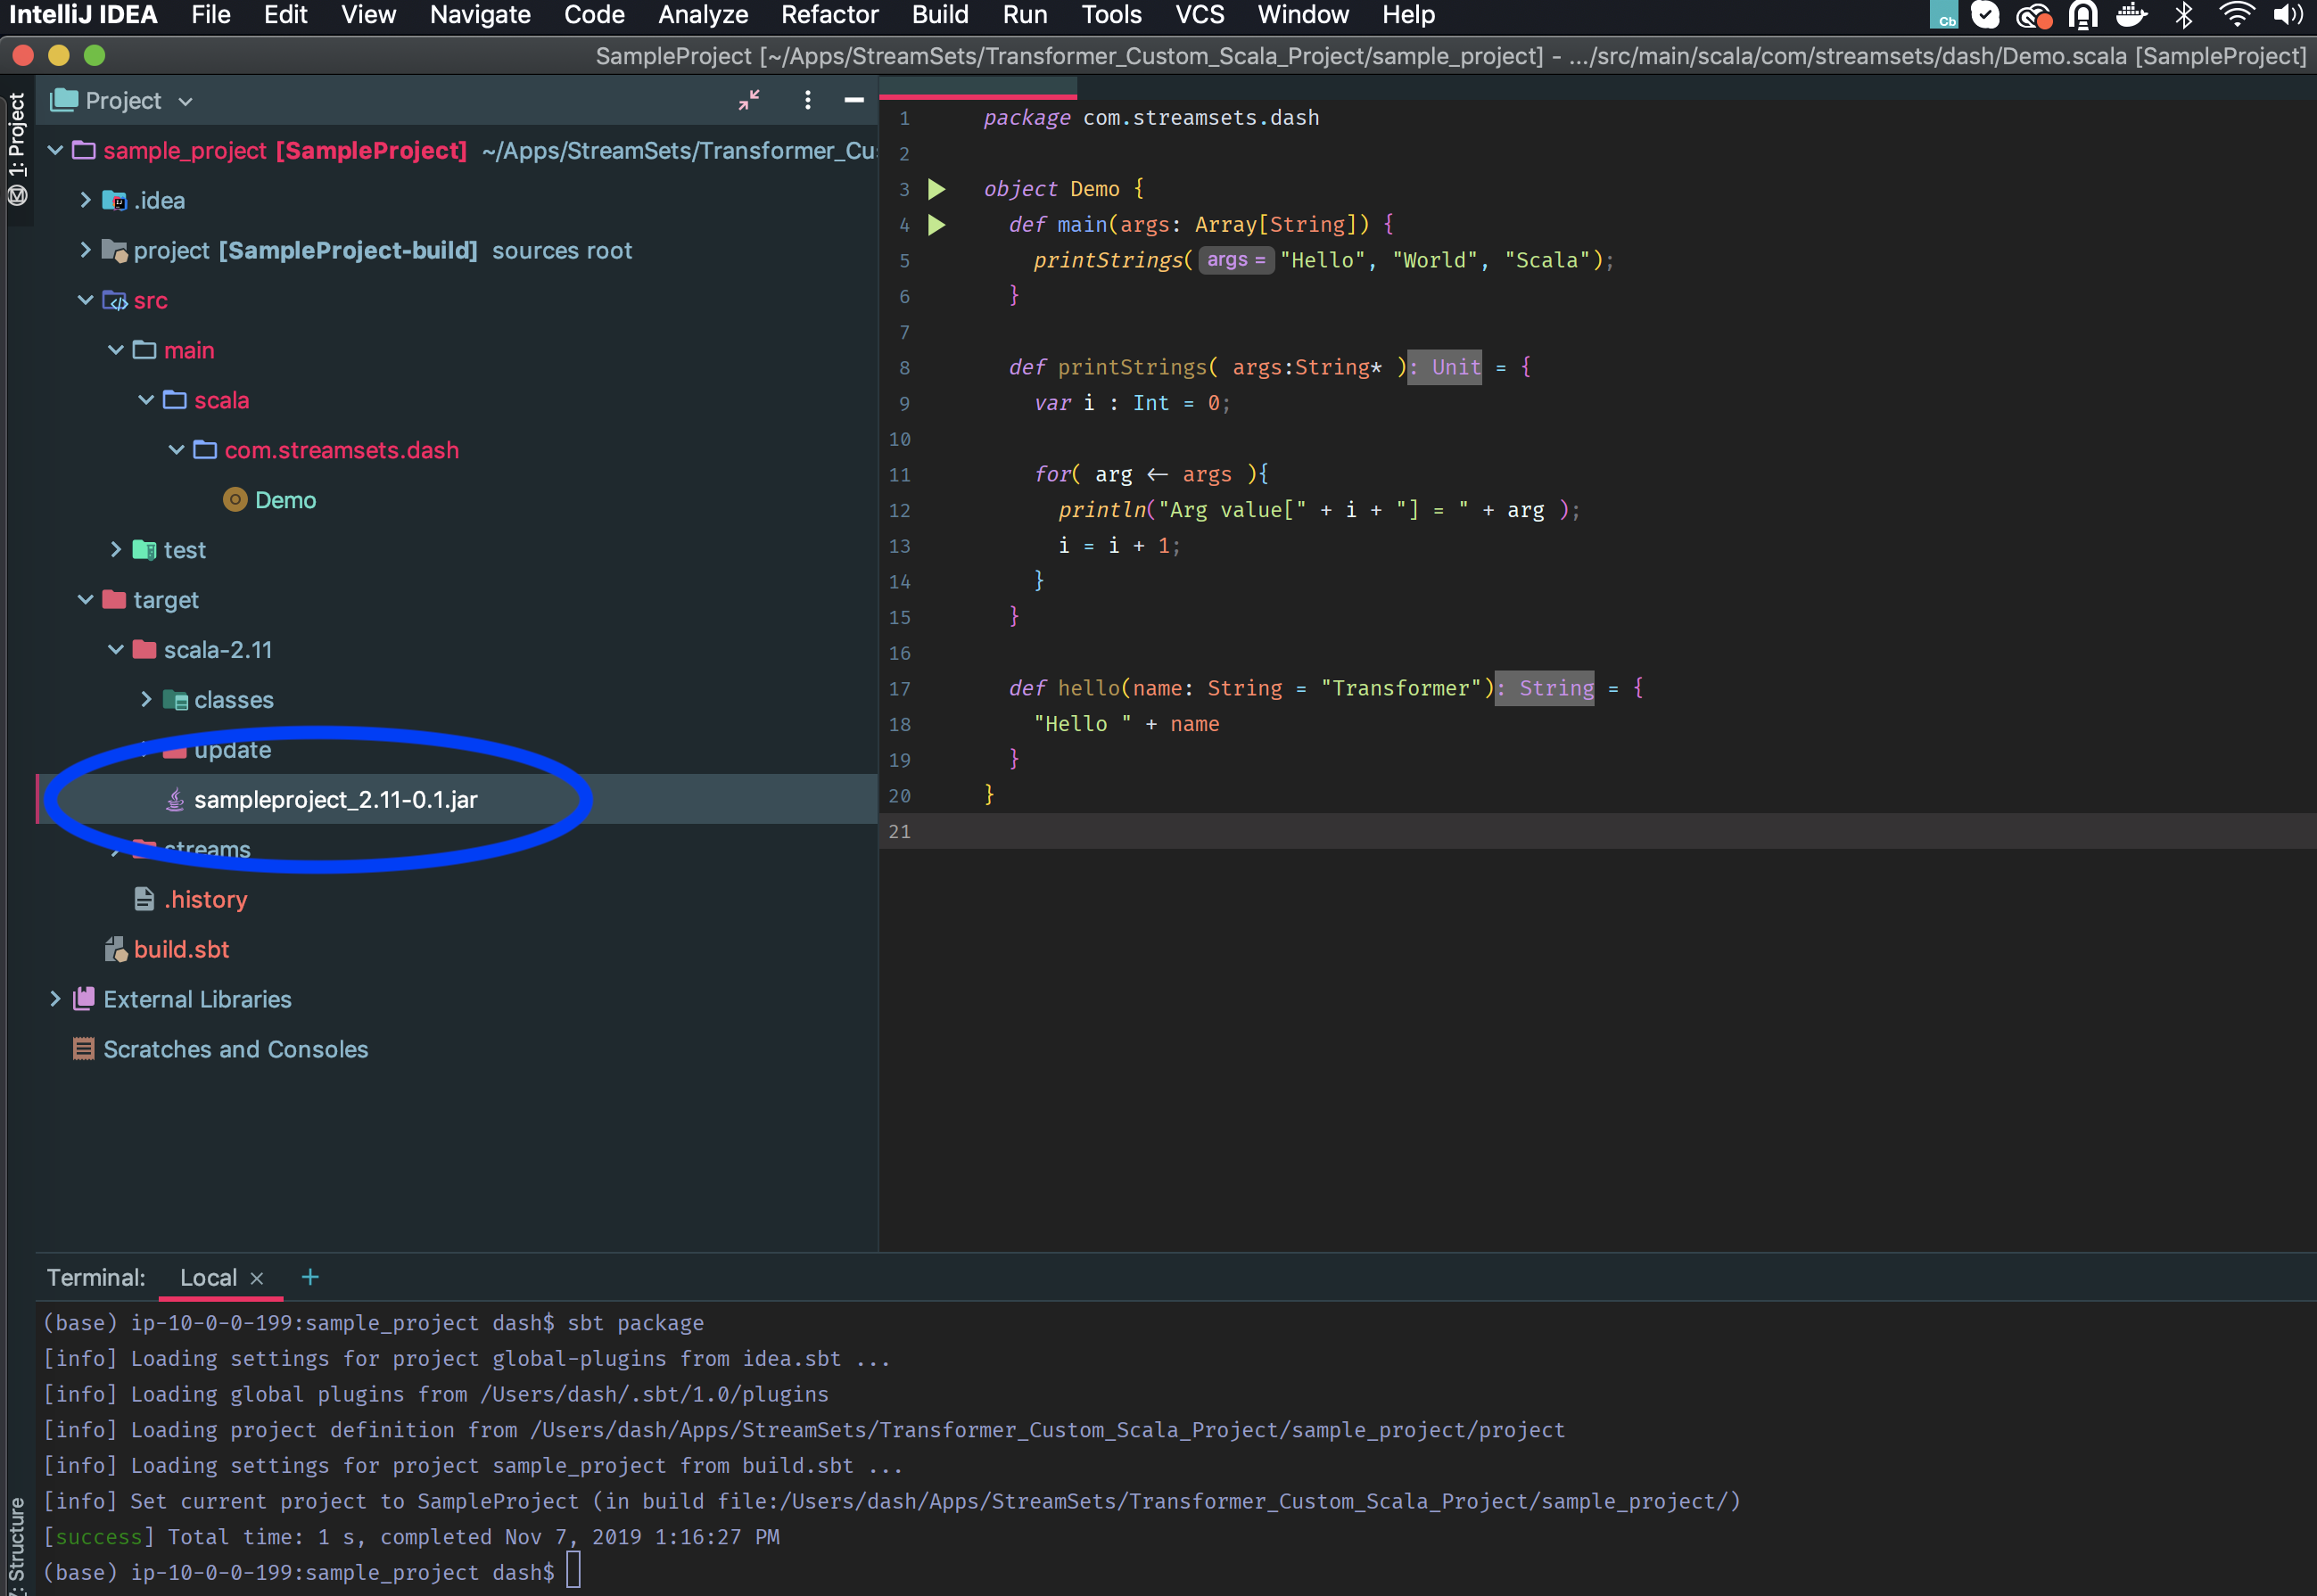 IntelliJ IDEA File Edit View Navigate Code Analyze Refactor Build Run Tools VCS Window Help Cb
SampleProject [~/Apps/StreamSets/Transformer_Custom_Scala_Project/sample_project] – .../src/main/scala/com/streamsets/dash/Demo.scala [SampleProject]
1: Project
Project
sample_project [SampleProject] ~/Apps/StreamSets/Transformer_Cu
.idea
project [SampleProject-build] sources root
src
main
scala
com.streamsets.dash
Demo
test
target
scala-2.11
classes
update
sampleproject_2.11-0.1.jar
streams
.history
build.sbt
External Libraries
Scratches and Consoles
1 package com.streamsets.dash
2
3 object Demo {
4 def main(args: Array[String]) {
5 printStrings( args = "Hello", "World", "Scala");
6 }
7
8 def printStrings( args:String* ): Unit = {
9 var i : Int = 0;
10
11 for( arg ← args ){
12 println("Arg value[" + i + "] = " + arg );
13 i = i + 1;
14 }
15 }
16
17 def hello(name: String = "Transformer"): String = {
18 "Hello " + name
19 }
20 }
21
Terminal: Local × +
(base) ip-10-0-0-199:sample_project dash$ sbt package
[info] Loading settings for project global-plugins from idea.sbt ...
[info] Loading global plugins from /Users/dash/.sbt/1.0/plugins
[info] Loading project definition from /Users/dash/Apps/StreamSets/Transformer_Custom_Scala_Project/sample_project/project
[info] Loading settings for project sample_project from build.sbt ...
[info] Set current project to SampleProject (in build file:/Users/dash/Apps/StreamSets/Transformer_Custom_Scala_Project/sample_project/)
[success] Total time: 1 s, completed Nov 7, 2019 1:16:27 PM
(base) ip-10-0-0-199:sample_project dash$
: Structure